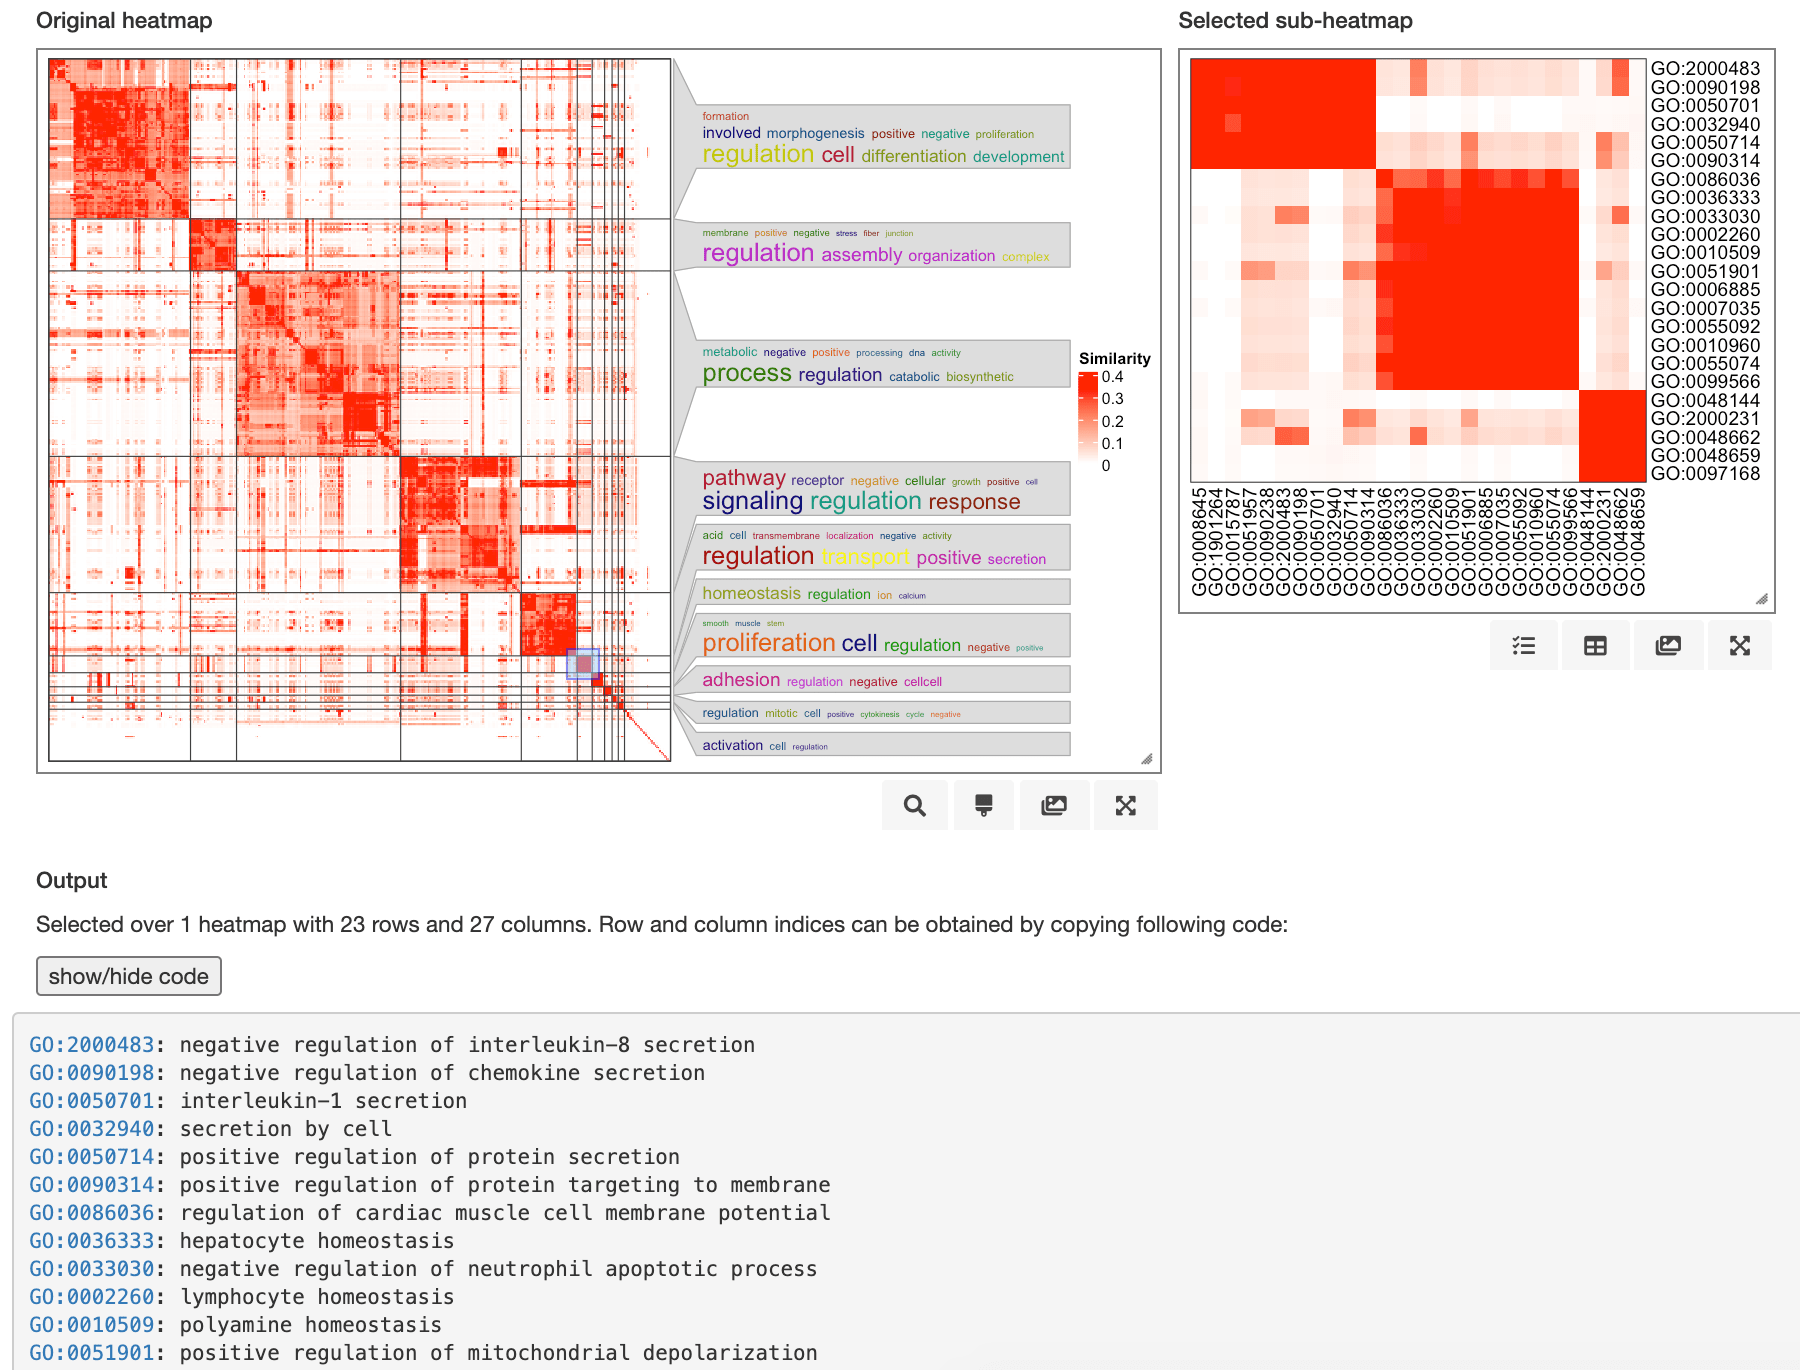 Original heatmap
formation
involved morphogenesis positive negative proliferation
regulation cell differentiation development
membrane positive negative stress fiber junction
regulation assembly organization complex
metabolic negative positive processing dna activity
process regulation catabolic biosynthetic
pathway receptor negative cellular growth positive cell
signaling regulation response
acid cell transmembrane localization negative activity
regulation transport positive secretion
homeostasis regulation ion calcium
smooth muscle stem
proliferation cell regulation negative positive
adhesion regulation negative cellcell
regulation mitotic cell positive cytokinesis cycle negative
activation cell regulation
Similarity
0.4
0.3
0.2
0.1
0
Selected sub-heatmap
GO:2000483
GO:0090198
GO:0050701
GO:0032940
GO:0050714
GO:0090314
GO:0086036
GO:0036333
GO:0033030
GO:0002260
GO:0010509
GO:0051901
GO:0006885
GO:0007035
GO:0055092
GO:0010960
GO:0055074
GO:0099566
GO:0048144
GO:2000231
GO:0048662
GO:0048659
GO:0097168
GO:0008645
GO:1901264
GO:0015787
GO:0051957
GO:0090238
GO:2000483
GO:0090198
GO:0050701
GO:0032940
GO:0050714
GO:0090314
GO:0086036
GO:0036333
GO:0033030
GO:0002260
GO:0010509
GO:0051901
GO:0006885
GO:0007035
GO:0055092
GO:0010960
GO:0055074
GO:0099566
GO:0048144
GO:2000231
GO:0048662
GO:0048659
Output
Selected over 1 heatmap with 23 rows and 27 columns. Row and column indices can be obtained by copying following code:
show/hide code
GO:2000483: negative regulation of interleukin-8 secretion
GO:0090198: negative regulation of chemokine secretion
GO:0050701: interleukin-1 secretion
GO:0032940: secretion by cell
GO:0050714: positive regulation of protein secretion
GO:0090314: positive regulation of protein targeting to membrane
GO:0086036: regulation of cardiac muscle cell membrane potential
GO:0036333: hepatocyte homeostasis
GO:0033030: negative regulation of neutrophil apoptotic process
GO:0002260: lymphocyte homeostasis
GO:0010509: polyamine homeostasis
GO:0051901: positive regulation of mitochondrial depolarization